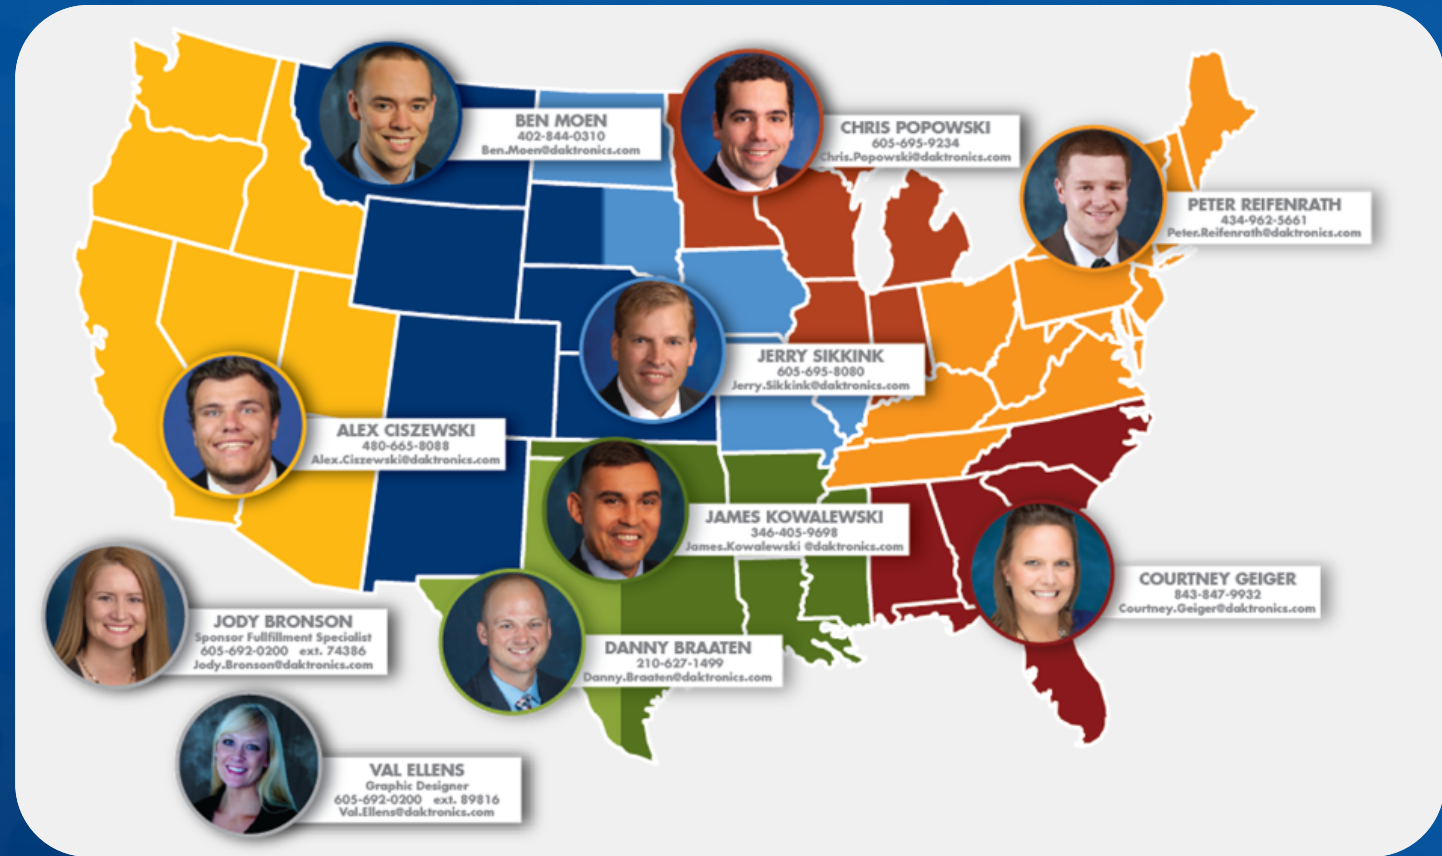 BEN MOEN
402-844-0310
Ben.Moen@daktronics.com
CHRIS POPOWSKI
605-695-9234
Chris.Popowski@daktronics.com
PETER REIFENRATH
434-962-5661
Peter.Reifenrath@daktronics.com
JERRY SIKKINK
605-695-8080
Jerry.Sikkink@daktronics.com
ALEX CISZEWSKI
480-665-8088
Alex.Ciszewski@daktronics.com
JAMES KOWALEWSKI
346-405-9698
James.Kowalewski @daktronics.com
COURTNEY GEIGER
843-847-9932
Courtney.Geiger@daktronics.com
JODY BRONSON
Sponsor Fullfillment Specialist
605-692-0200 ext. 74386
Jody.Bronson@daktronics.com
DANNY BRAATEN
210-627-1499
Danny.Braaten@daktronics.com
VAL ELLENS
Graphic Designer
605-692-0200 ext. 89816
Val.Ellens@daktronics.com